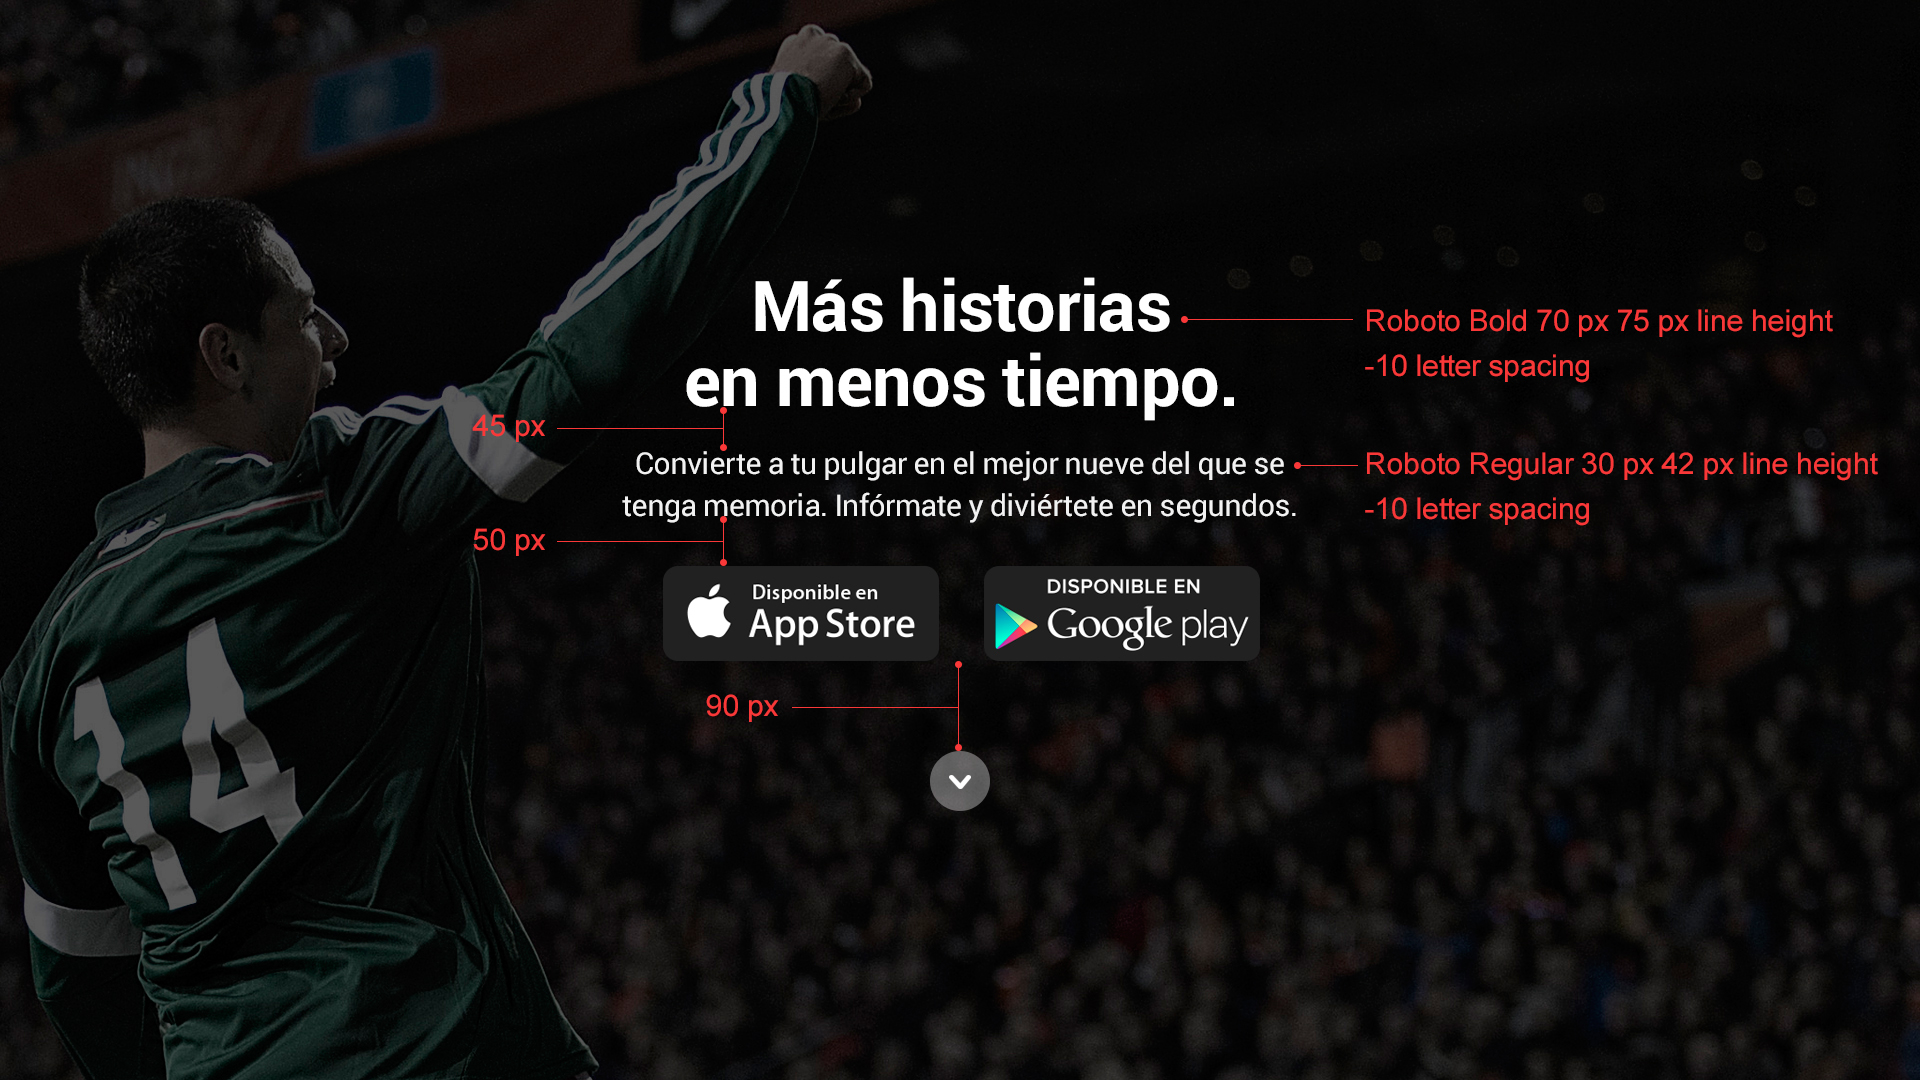 Más historias
en menos tiempo.
Roboto Bold 70 px 75 px line height
-10 letter spacing
45 px
Convierte a tu pulgar en el mejor nueve del que se
tenga memoria. Infórmate y diviértete en segundos.
Roboto Regular 30 px 42 px line height
-10 letter spacing
50 px
Disponible en
App Store
DISPONIBLE EN
Google play
90 px
14